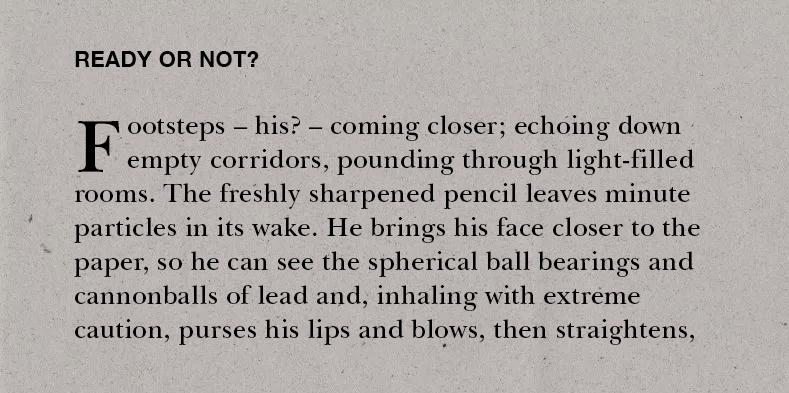 READY OR NOT?
Footsteps – his? – coming closer; echoing down
empty corridors, pounding through light-filled
rooms. The freshly sharpened pencil leaves minute
particles in its wake. He brings his face closer to the
paper, so he can see the spherical ball bearings and
cannonballs of lead and, inhaling with extreme
caution, purses his lips and blows, then straightens,